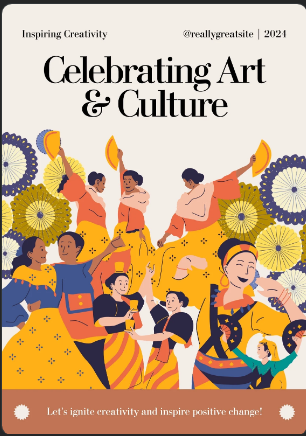 Inspiring Creativity
@reallygreatsite | 2024
Celebrating Art
& Culture
Let's ignite creativity and inspire positive change!